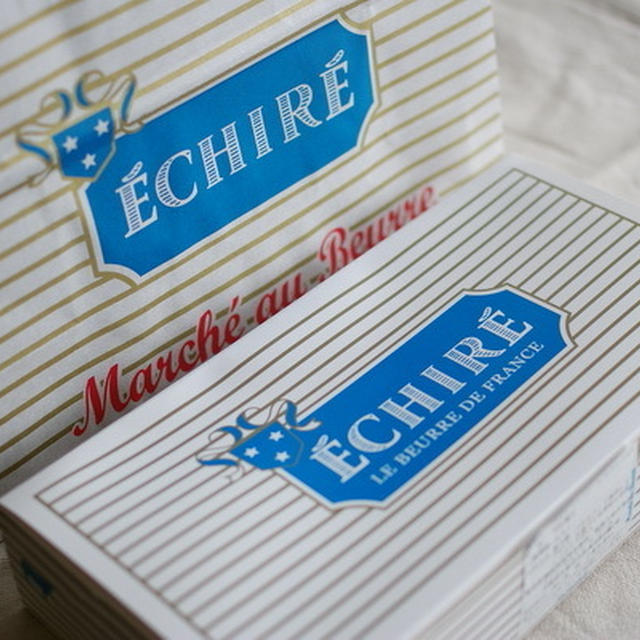 ÉCHIRÉ
Marché au Beurre
ÉCHIRÉ
LE BEURRE DE FRANCE